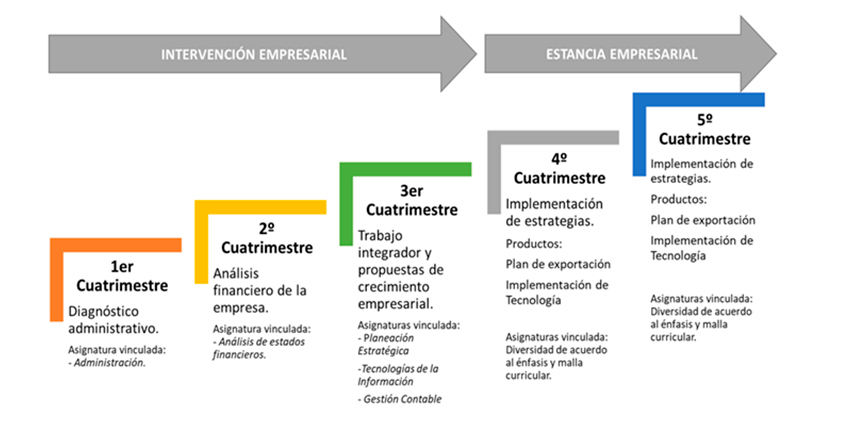 INTERVENCIÓN EMPRESARIAL
ESTANCIA EMPRESARIAL
1er
Cuatrimestre
Diagnóstico
administrativo.
Asignatura vinculada:
- Administración.
2º
Cuatrimestre
Análisis
financiero de la
empresa.
Asignatura vinculada:
- Análisis de estados
financieros.
3er
Cuatrimestre
Trabajo
integrador y
propuestas de
crecimiento
empresarial.
Asignaturas vinculada:
- Planeación
Estratégica
-Tecnologías de la
Información
- Gestión Contable
4º
Cuatrimestre
Implementación
de estrategias.
Productos:
Plan de exportación
Implementación de
Tecnología
Asignaturas vinculada:
Diversidad de acuerdo
al énfasis y malla
curricular.
5º
Cuatrimestre
Implementación de
estrategias.
Productos:
Plan de exportación
Implementación de
Tecnología
Asignaturas vinculada:
Diversidad de acuerdo
al énfasis y malla
curricular.